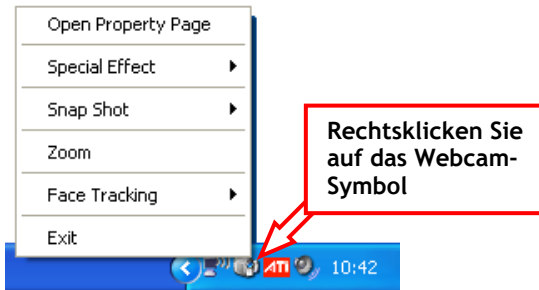 Open Property Page
Special Effect
Snap Shot
Zoom
Face Tracking
Exit
Rechtsklicken Sie
auf das Webcam-
Symbol
ATI 10:42